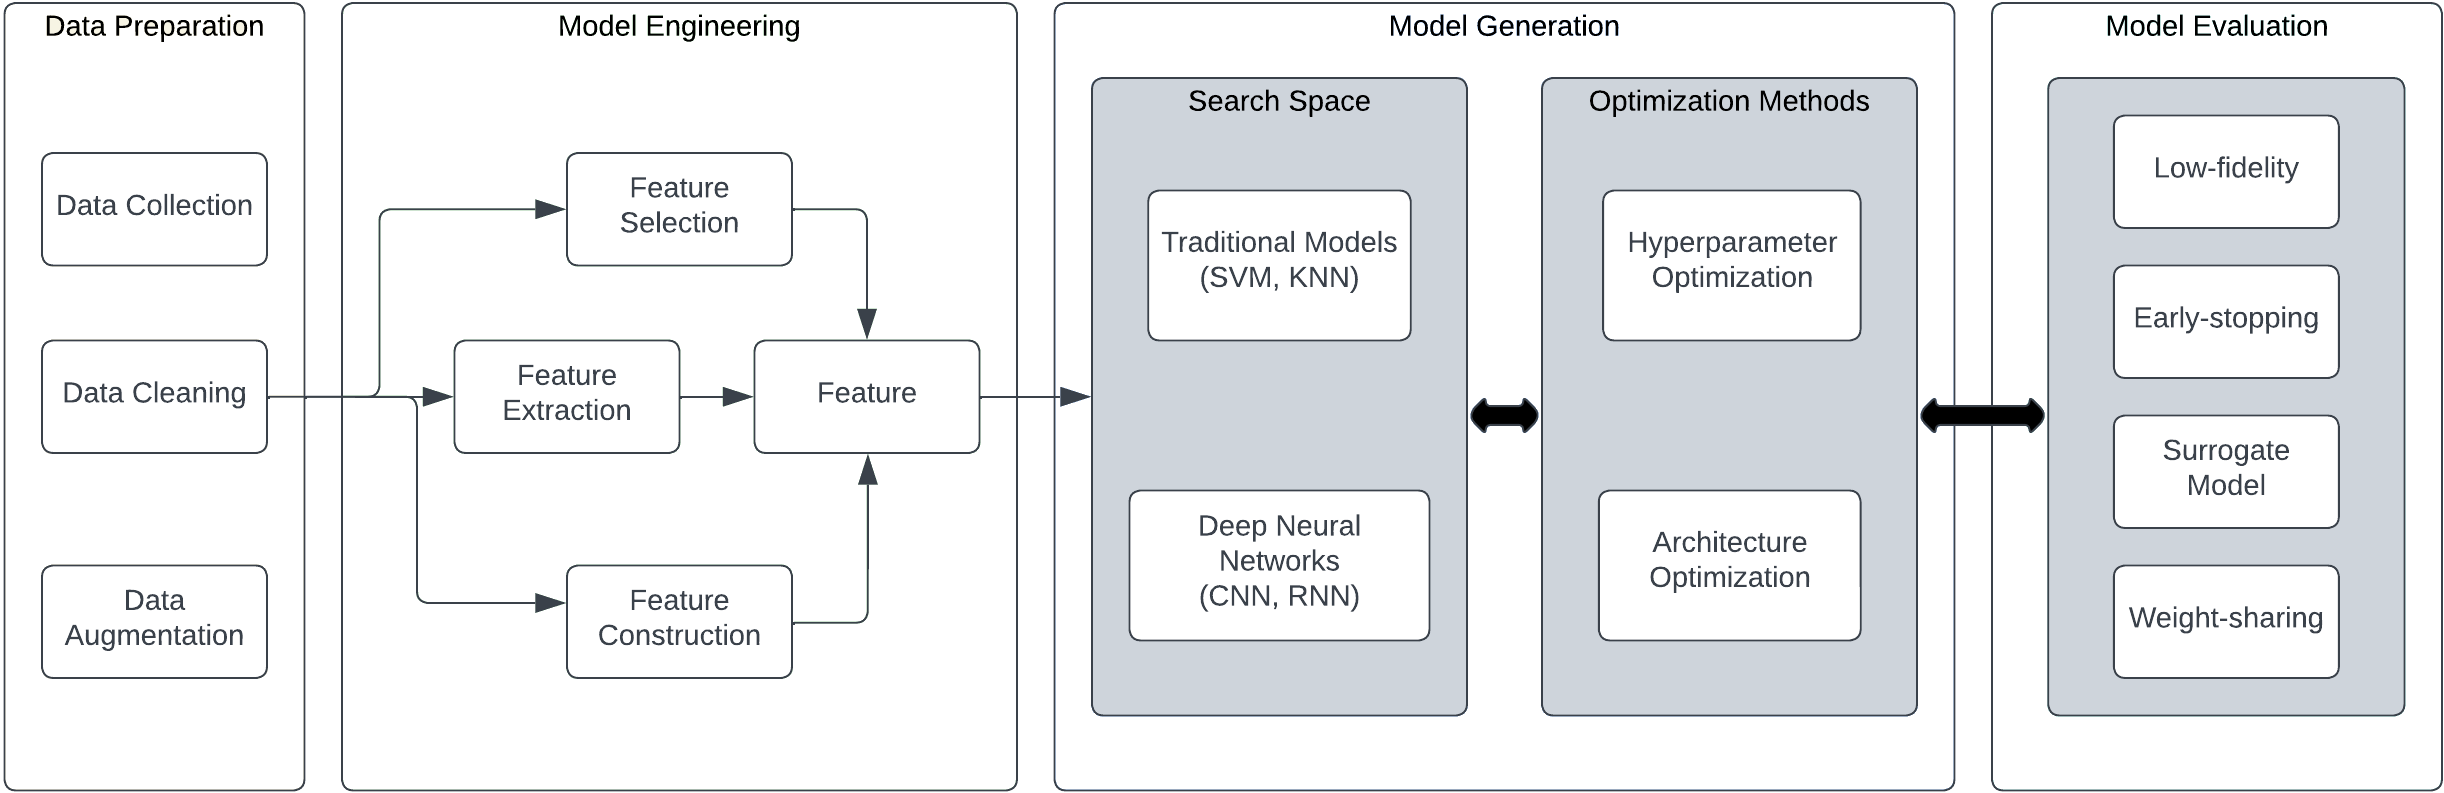 Data Preparation
Data Collection
Data Cleaning
Data
Augmentation
Model Engineering
Feature
Selection
Feature
Extraction
Feature
Feature
Construction
Model Generation
Search Space
Traditional Models
(SVM, KNN)
Deep Neural
Networks
(CNN, RNN)
Optimization Methods
Hyperparameter
Optimization
Architecture
Optimization
Model Evaluation
Low-fidelity
Early-stopping
Surrogate
Model
Weight-sharing